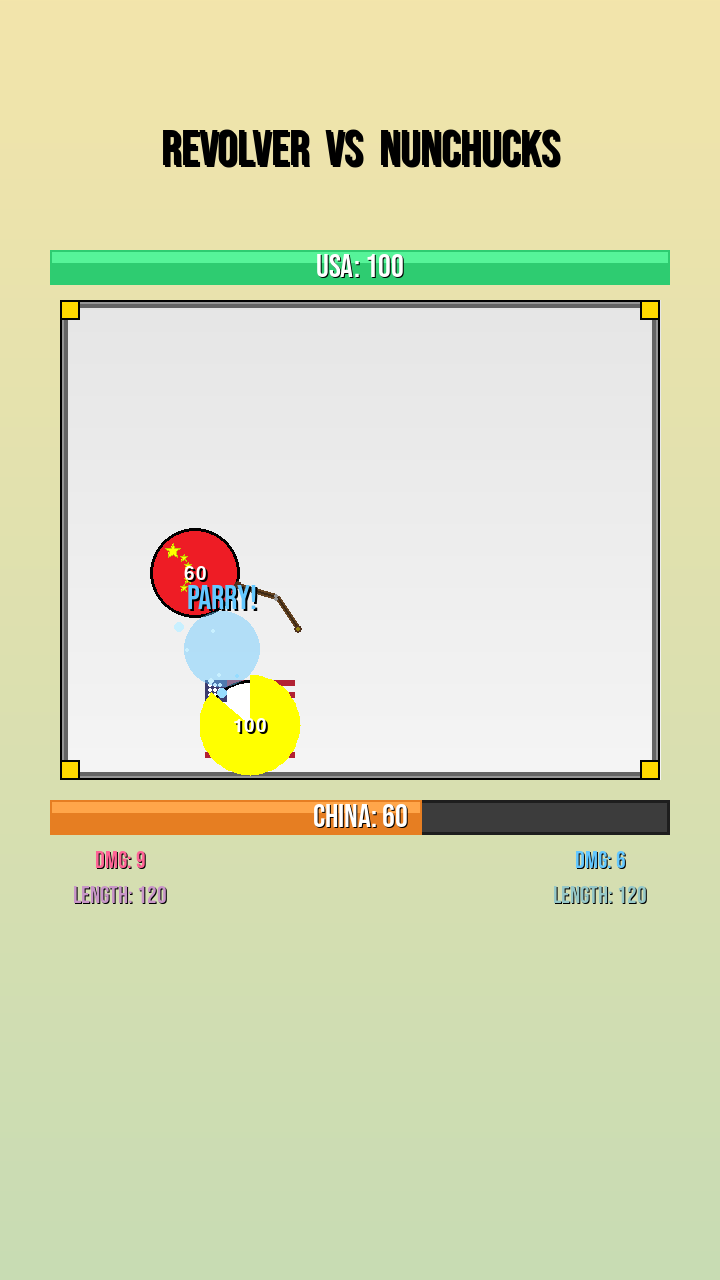 REVOLVER VS NUNCHUCKS
USA: 100
60
PARRY!
100
CHINA: 60
DMG: 9
DMG: 6
LENGTH: 120
LENGTH: 120